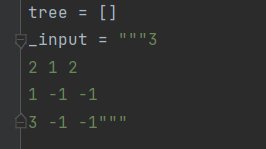 tree = []
_input = """3
2 1 2
1 -1 -1
3 -1 -1"""